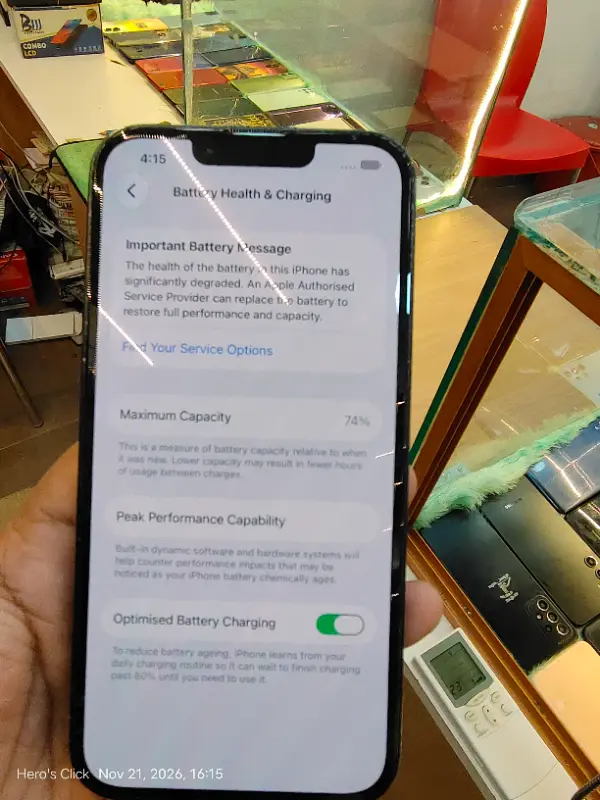 COMBO
LCD
4:15
Battery Health & Charging
Important Battery Message
The health of the battery in this iPhone has
significantly degraded. An Apple Authorised
Service Provider can replace the battery to
restore full performance and capacity.
Find Your Service Options
Maximum Capacity 74%
This is a measure of battery capacity relative to when
it was new. Lower capacity may result in fewer hours
of usage between charges.
Peak Performance Capability
Built-in dynamic software and hardware systems will
help counter performance impacts that may be
noticed as your iPhone battery chemically ages.
Optimised Battery Charging
To reduce battery ageing, iPhone learns from your
daily charging routine so it can wait to finish charging
past 80% until you need to use it.
Hero's Click Nov 21, 2026, 16:15